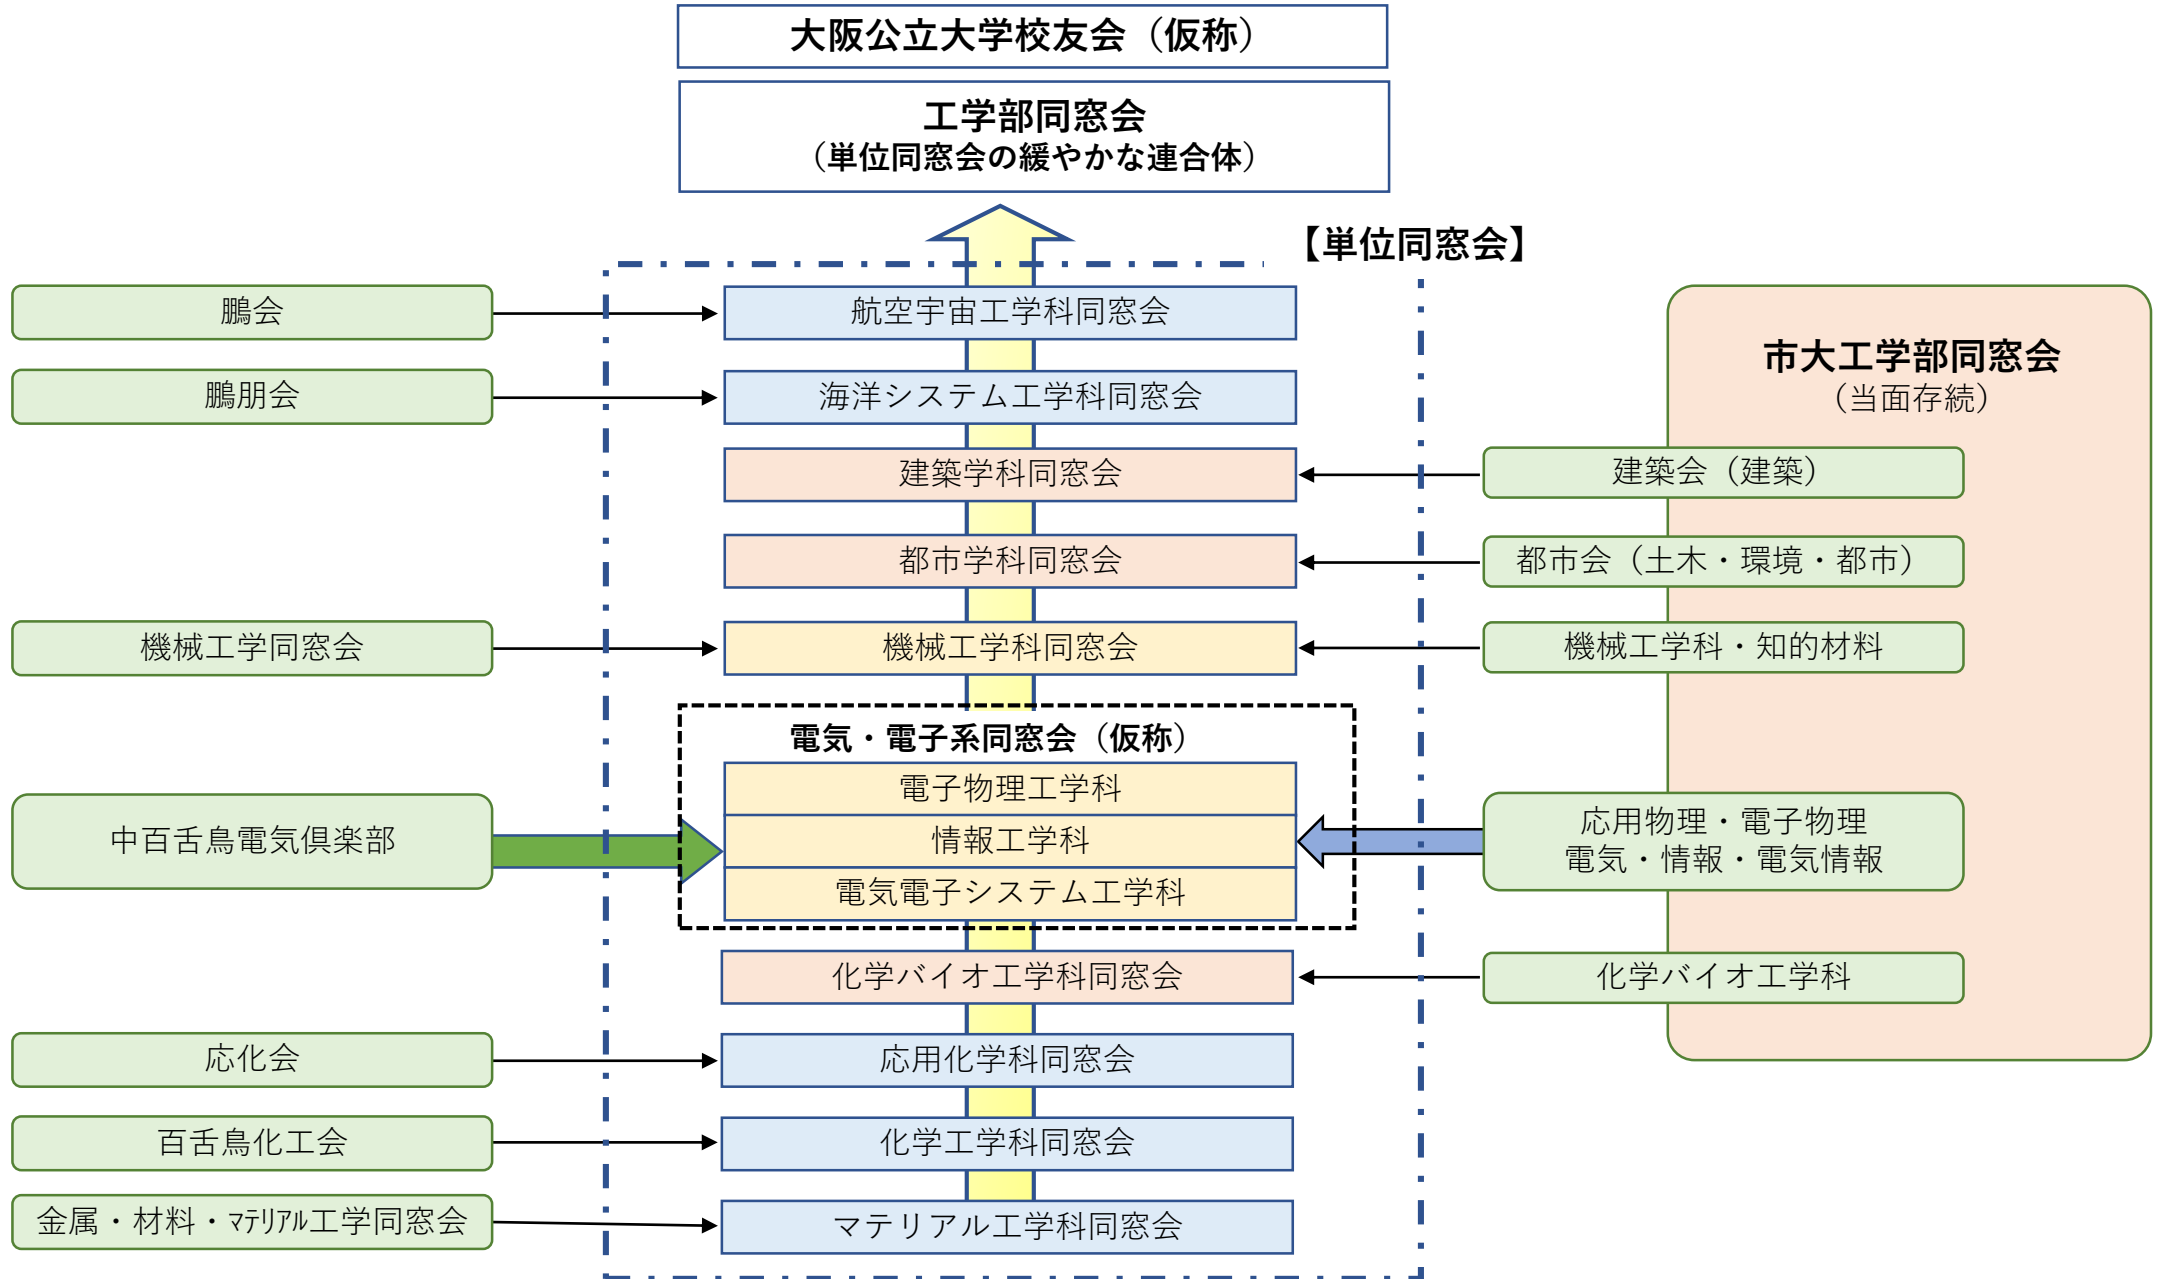 大阪公立大学校友会（仮称）
工学部同窓会
（単位同窓会の緩やかな連合体）
【単位同窓会】
鵬会
航空宇宙工学科同窓会
市大工学部同窓会
（当面存続）
鵬朋会
海洋システム工学科同窓会
建築学科同窓会
建築会（建築）
都市学科同窓会
都市会（土木・環境・都市）
機械工学同窓会
機械工学科同窓会
機械工学科・知的材料
電気・電子系同窓会（仮称）
電子物理工学科
中百舌鳥電気倶楽部
情報工学科
応用物理・電子物理
電気・情報・電気情報
電気電子システム工学科
化学バイオ工学科同窓会
化学バイオ工学科
応化会
応用化学科同窓会
百舌鳥化工会
化学工学科同窓会
金属・材料・ﾏﾃﾘｱﾙ工学同窓会
マテリアル工学科同窓会